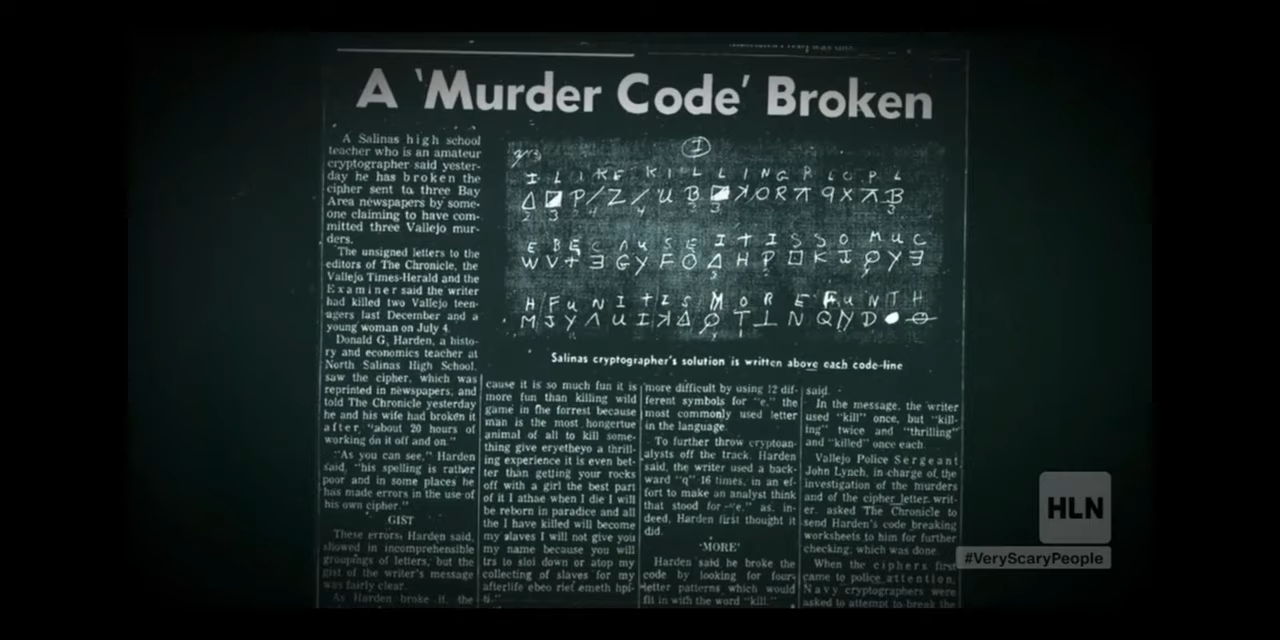 A 'Murder Code' Broken
A Salinas high school
teacher who is an amateur
cryptographer said yester-
day he has broken the
cipher sent to three Bay
Area newspapers by some-
one claiming to have com-
mitted three Vallejo mur-
ders.
The unsigned letters to the
editors of The Chronicle, the
Vallejo Times-Herald and the
Examiner said the writer
had killed two Vallejo teen-
agers last December and a
young woman on July 4.
Donald G. Harden, a histo-
ry and economics teacher at
North Salinas High School,
saw the cipher, which was
reprinted in newspapers, and
told The Chronicle yesterday
he and his wife had broken it
after, "about 20 hours of
working on it off and on."
"As you can see," Harden
said, "his spelling is rather
poor and in some places he
has made errors in the use of
his own cipher."
GIST
These errors, Harden said,
showed in incomprehensible
groupings of letters, but the
gist of the writer's message
was fairly clear.
As Harden broke it, the
I
I L I KE K I L L I N G P
E B E C A U S E I T I S S O M U C
H F U N I T I S M O R E F U N T H
Salinas cryptographer's solution is written above each code-line
cause it is so much fun it is
more fun than killing wild
game in the forrest because
man is the most hongertue
animal of all to kill some-
thing give eryetheyo a thrill-
ing experience it is even bet-
ter than getting your rocks
off with a girl the best part
of it I athae when I die I will
be reborn in paradice and all
the I have killed will become
my slaves I will not give you
my name because you will
trs to sloi down or atop my
collecting of slaves for my
afterlife ebeo riet emeth hpi-
ti."
more difficult by using 12 dif-
ferent symbols for "e," the
most commonly used letter
in the language.
To further throw cryptoan-
alysts off the track, Harden
said, the writer used a back-
ward "q" 16 times, in an ef-
fort to make an analyst think
that stood for "e," as, in-
deed, Harden first thought it
did.
'MORE'
Harden said he broke the
code by looking for four-
letter patterns which would
fit in with the word "kill."
said.
In the message, the writer
used "kill" once, but "kill-
ing" twice and "thrilling"
and "killed" once each.
Vallejo Police Sergeant
John Lynch, in charge of the
investigation of the murders
and of the cipher letter writ-
er, asked The Chronicle to
send Harden's code breaking
worksheets to him for further
checking, which was done.
When the ciphers first
came to police attention,
Navy cryptographers were
asked to attempt to break the
HLN
#VeryScaryPeople